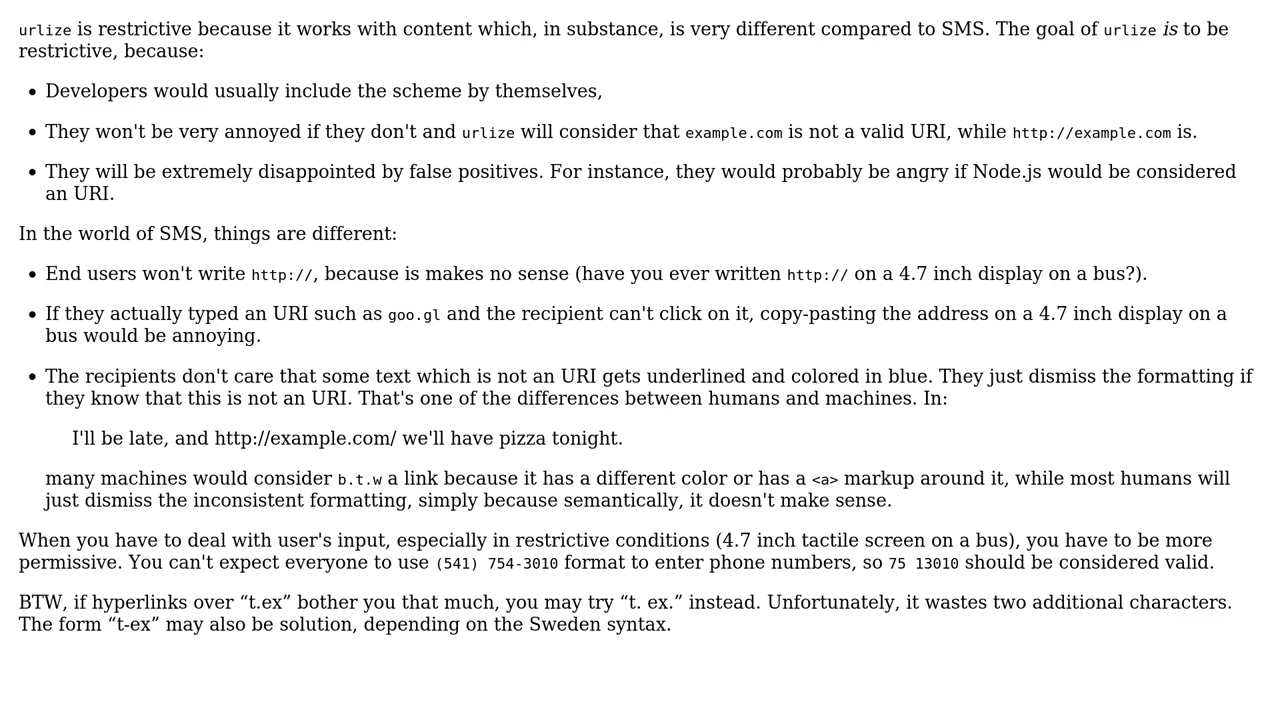 urlize is restrictive because it works with content which, in substance, is very different compared to SMS. The goal of urlize is to be
restrictive, because:
• Developers would usually include the scheme by themselves,
• They won't be very annoyed if they don't and urlize will consider that example.com is not a valid URI, while http://example.com is.
• They will be extremely disappointed by false positives. For instance, they would probably be angry if Node.js would be considered
an URI.
In the world of SMS, things are different:
• End users won't write http://, because is makes no sense (have you ever written http:// on a 4.7 inch display on a bus?).
• If they actually typed an URI such as goo.gl and the recipient can't click on it, copy-pasting the address on a 4.7 inch display on a
bus would be annoying.
• The recipients don't care that some text which is not an URI gets underlined and colored in blue. They just dismiss the formatting if
they know that this is not an URI. That's one of the differences between humans and machines. In:
I'll be late, and http://example.com/ we'll have pizza tonight.
many machines would consider b.t.w a link because it has a different color or has a <a> markup around it, while most humans will
just dismiss the inconsistent formatting, simply because semantically, it doesn't make sense.
When you have to deal with user's input, especially in restrictive conditions (4.7 inch tactile screen on a bus), you have to be more
permissive. You can't expect everyone to use (541) 754-3010 format to enter phone numbers, so 75 13010 should be considered valid.
BTW, if hyperlinks over “t.ex” bother you that much, you may try “t. ex.” instead. Unfortunately, it wastes two additional characters.
The form “t-ex” may also be solution, depending on the Sweden syntax.